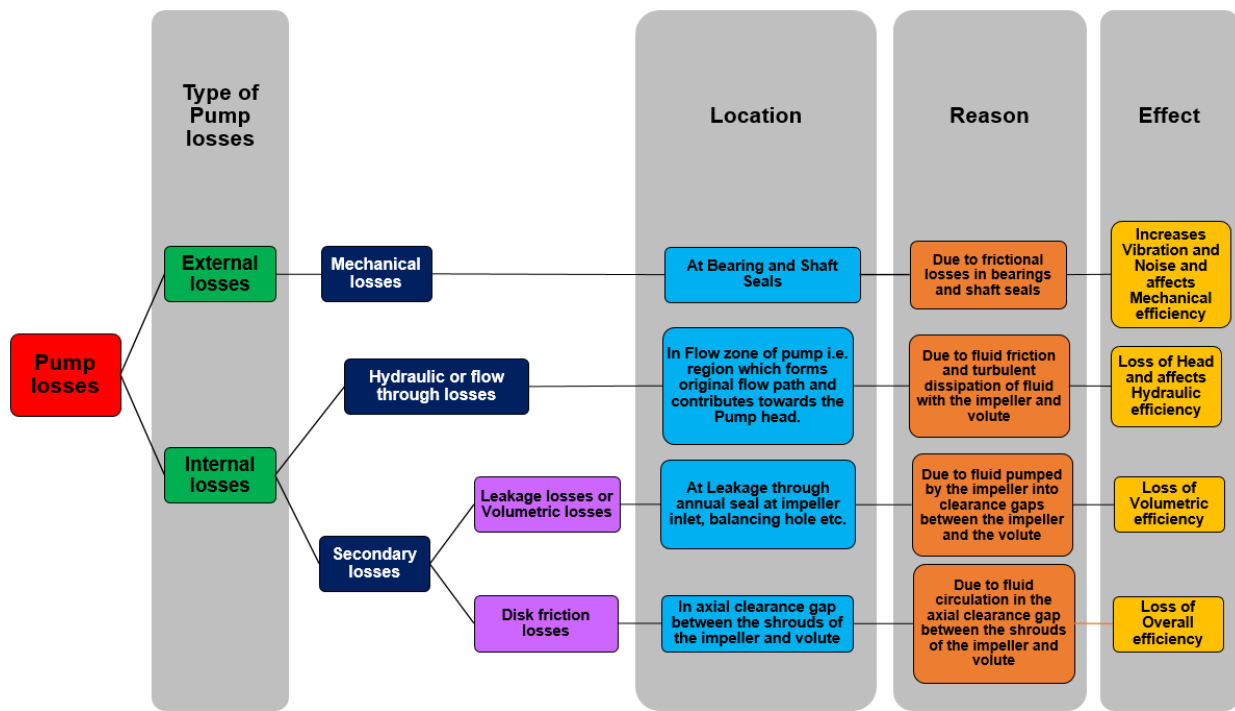 Type of
Pump
losses
Location
Reason
Effect
Pump
losses
External
losses
Mechanical
losses
At Bearing and Shaft
Seals
Due to frictional
losses in bearings
and shaft seals
Increases
Vibration and
Noise and
affects
Mechanical
efficiency
Internal
losses
Hydraulic or flow
through losses
In Flow zone of pump i.e.
region which forms
original flow path and
contributes towards the
Pump head.
Due to fluid friction
and turbulent
dissipation of fluid
with the impeller and
volute
Loss of Head
and affects
Hydraulic
efficiency
Secondary
losses
Leakage losses or
Volumetric losses
At Leakage through
annual seal at impeller
inlet, balancing hole etc.
Due to fluid pumped
by the impeller into
clearance gaps
between the impeller
and the volute
Loss of
Volumetric
efficiency
Disk friction
losses
In axial clearance gap
between the shrouds of
the impeller and volute
Due to fluid
circulation in the
axial clearance gap
between the shrouds
of the impeller and
volute
Loss of
Overall
efficiency